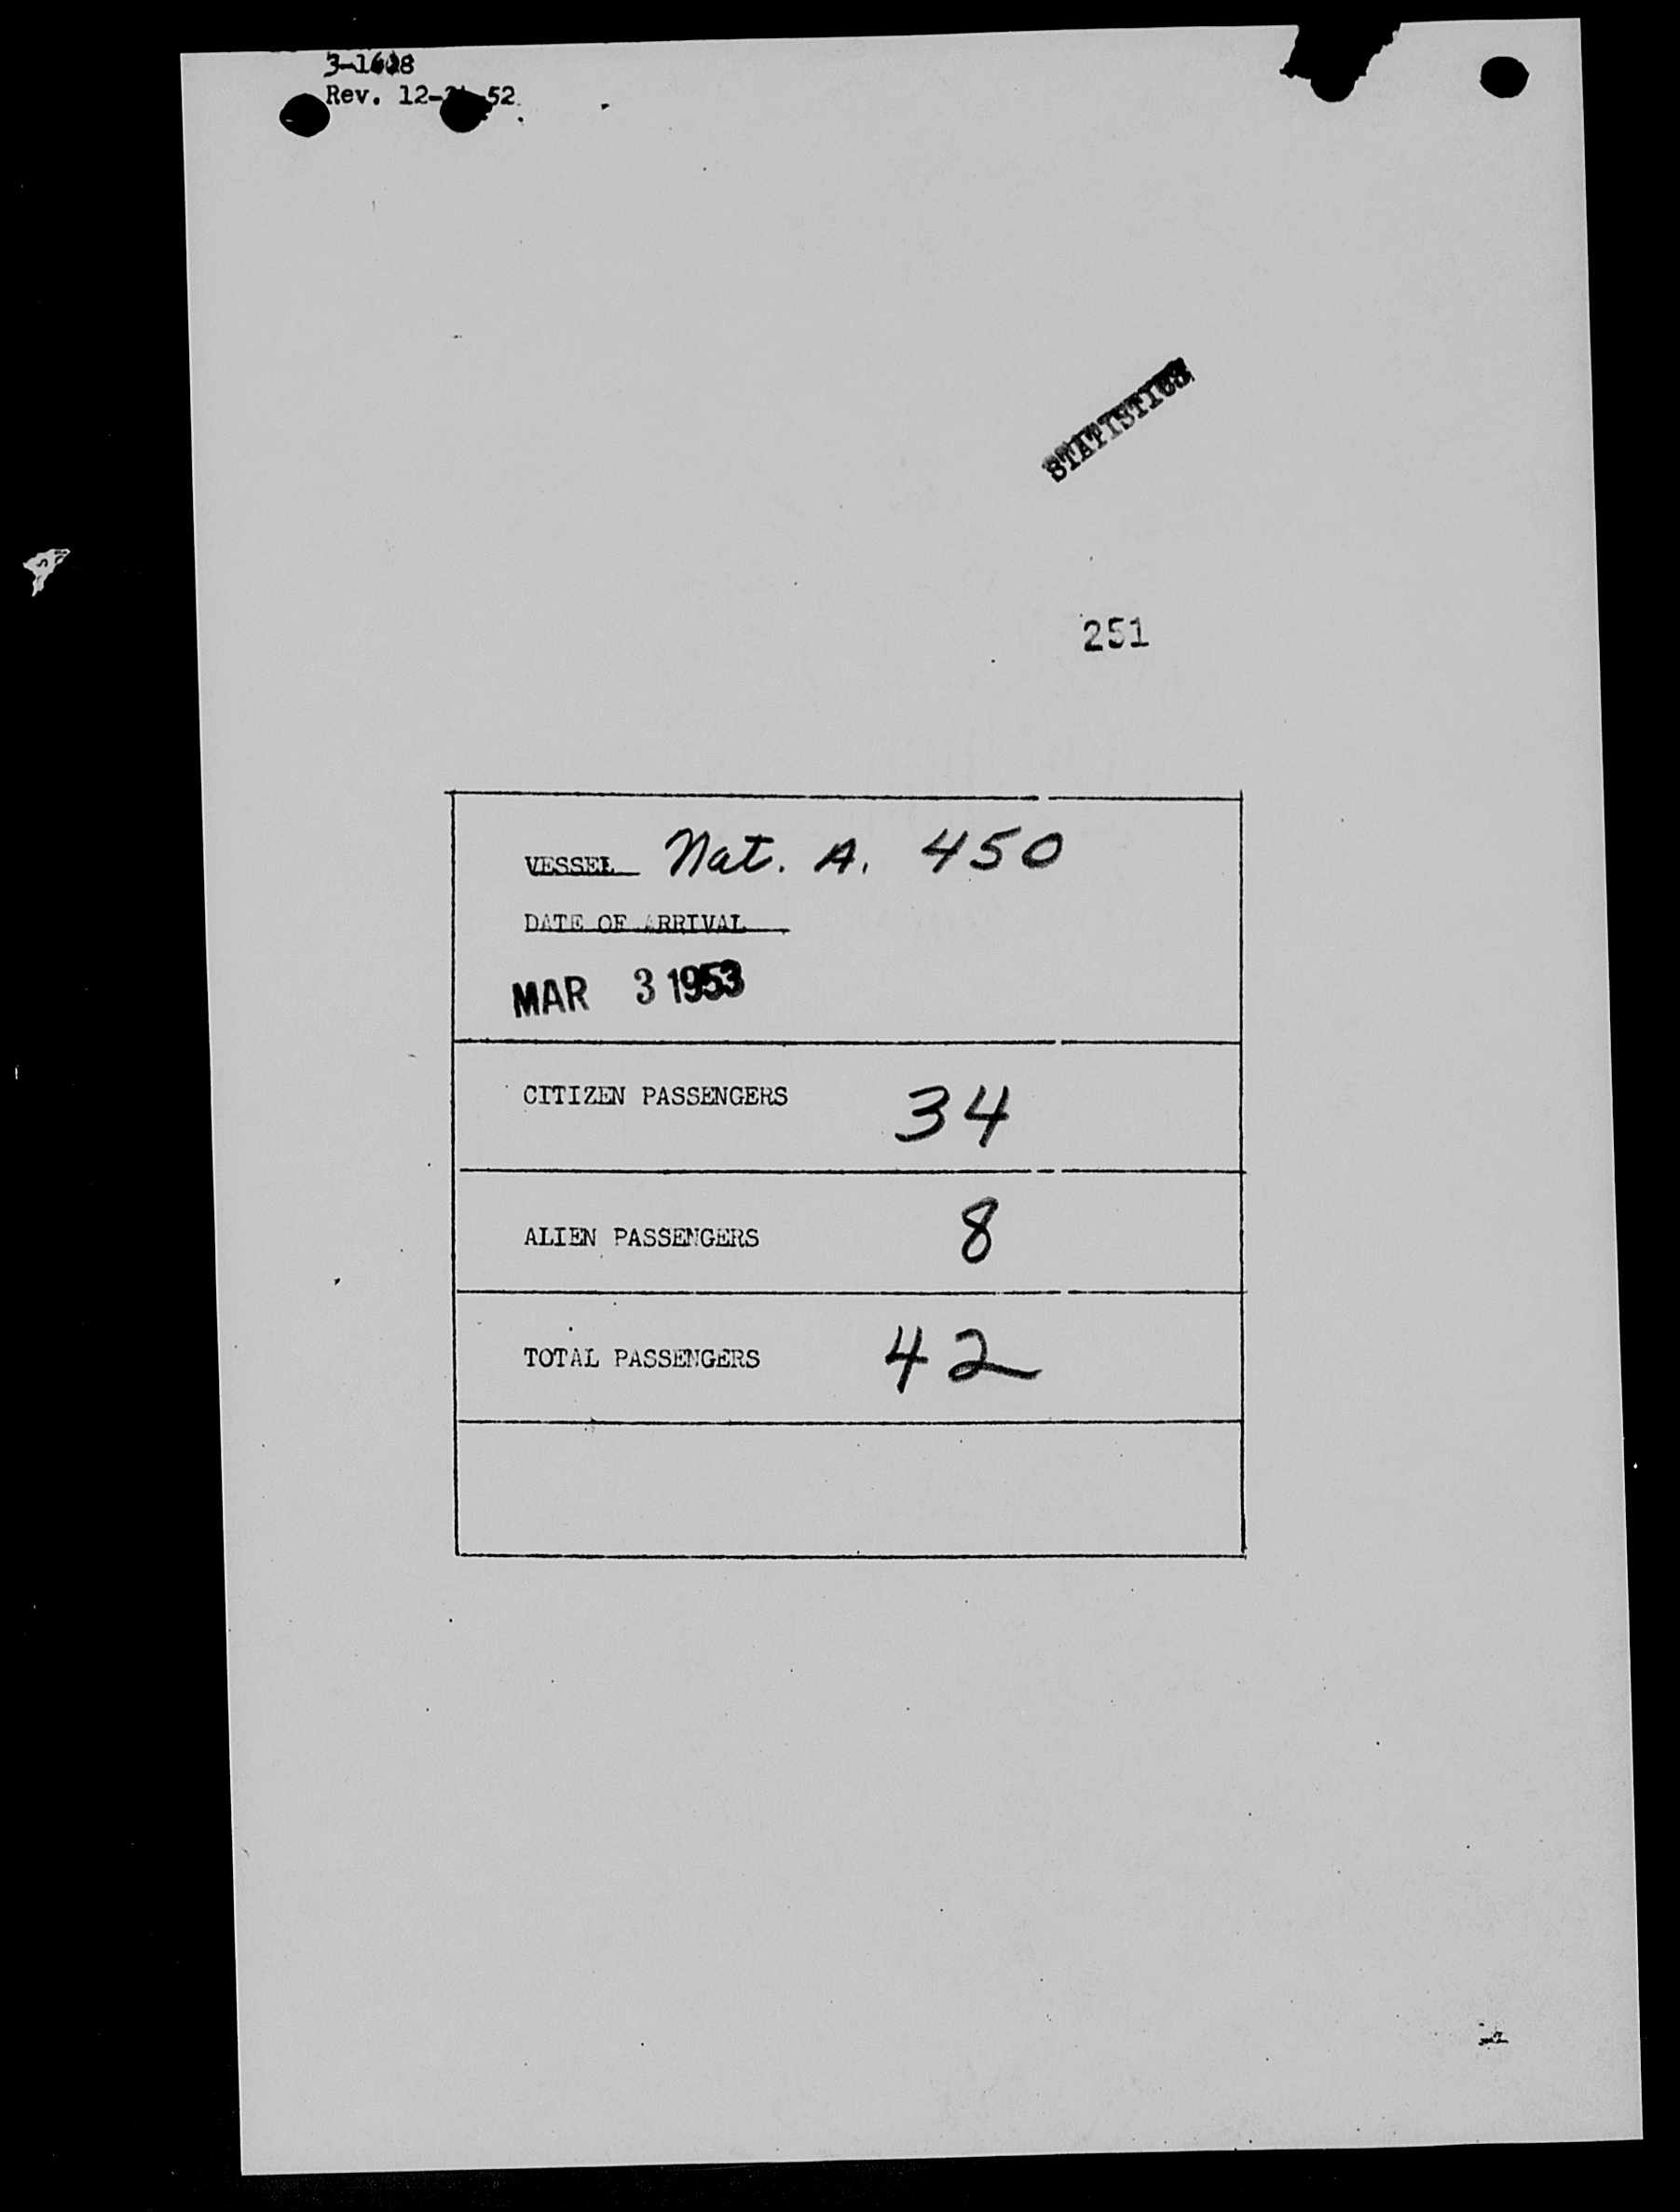 Rev. 12- 52
STATISTICS
251
VESSEL Nat. A. 450
DATE OF ARRIVAL
MAR 3 1953
CITIZEN PASSENGERS 34
ALIEN PASSENGERS 8
TOTAL PASSENGERS 42